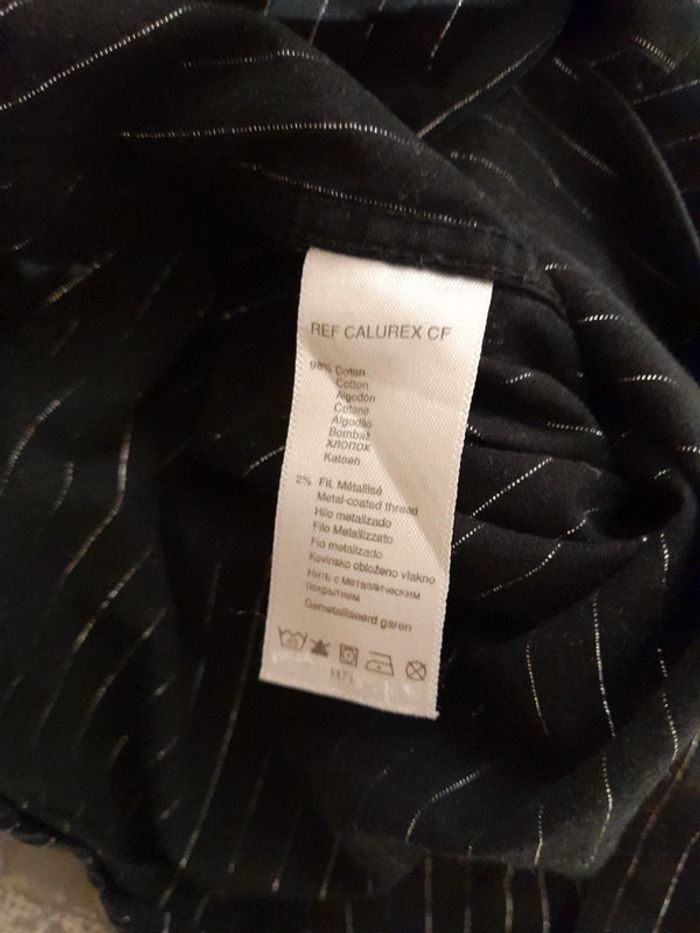 REF CALUREX CF
98% Coton
Cotton
Algodón
Cotone
Algodão
Bombaž
ХЛОПОК
Katoen
2% FIL Métallisé
Metal-coated thread
Hilo metalizado
Filo Metallizzato
Fio metalizado
Kovinsko obloženo vlakno
Нить с Металлическим
покрытием
Gemetalliseerd garen